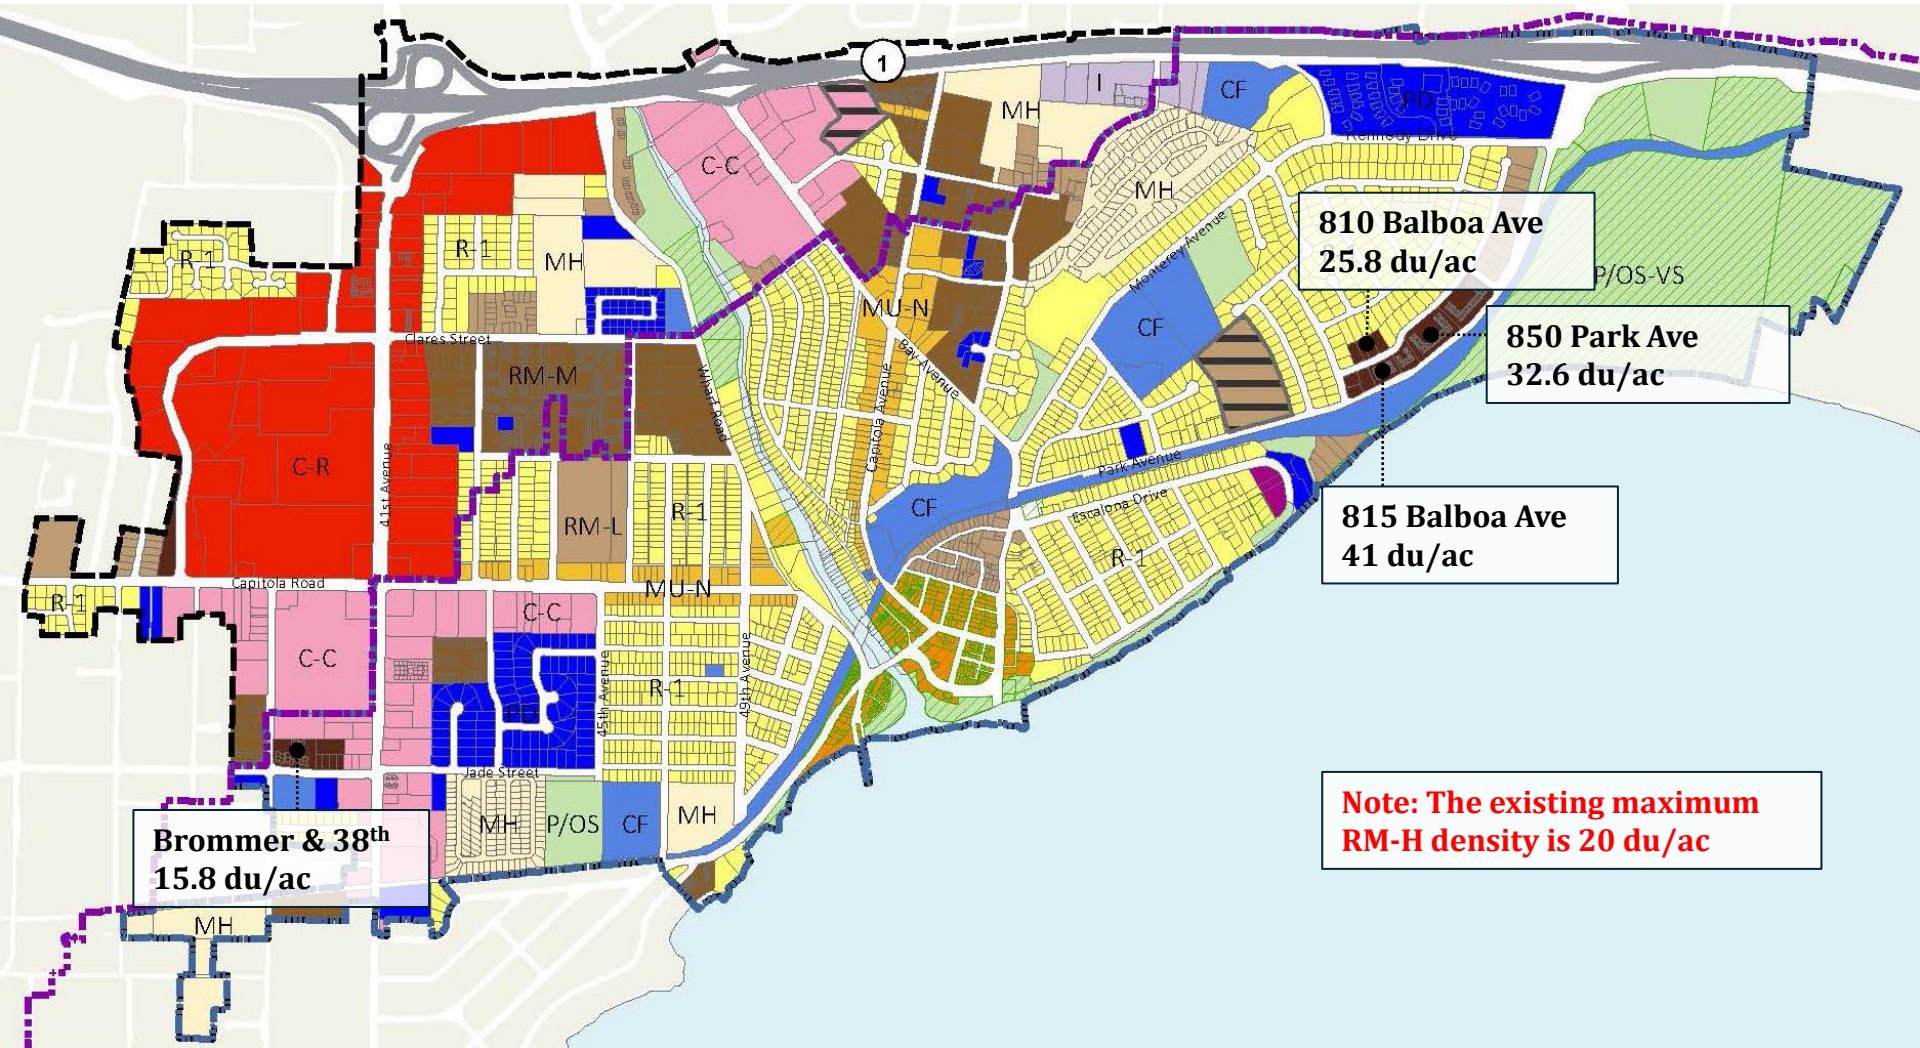 1
MH
I
CF
PD
Kennedy Drive
C-C
MH
R-1
R-1
MH
Monterey Avenue
810 Balboa Ave
25.8 du/ac
P/OS-VS
MU-N
CF
Clares Street
Bay Avenue
850 Park Ave
32.6 du/ac
RM-M
Wharf Road
Capitola Avenue
C-R
41st Avenue
Park Avenue
Escalona Drive
CF
RM-L
R-1
815 Balboa Ave
41 du/ac
R-1
Capitola Road
R-1
MU-N
C-C
C-C
R-1
45th Avenue
49th Avenue
PD
Jade Street
MH
P/OS
CF
MH
Brommer & 38th
15.8 du/ac
MH
Note: The existing maximum
RM-H density is 20 du/ac